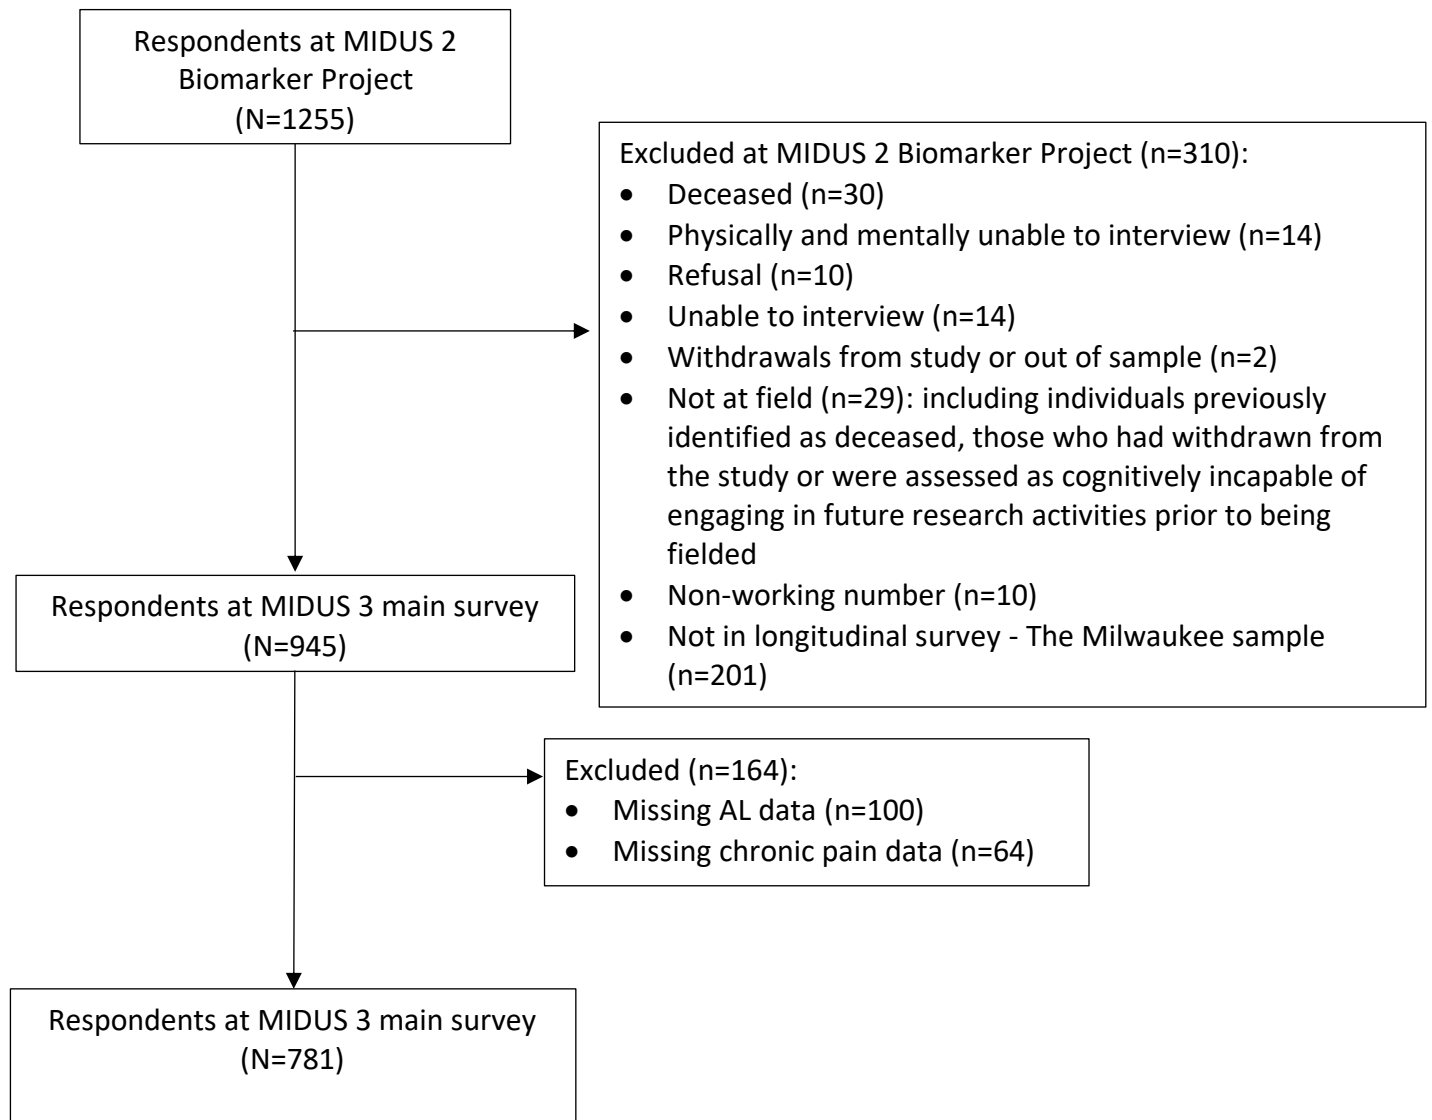 Respondents at MIDUS 2
Biomarker Project
(N=1255)
Excluded at MIDUS 2 Biomarker Project (n=310):
• Deceased (n=30)
• Physically and mentally unable to interview (n=14)
• Refusal (n=10)
• Unable to interview (n=14)
• Withdrawals from study or out of sample (n=2)
• Not at field (n=29): including individuals previously
identified as deceased, those who had withdrawn from
the study or were assessed as cognitively incapable of
engaging in future research activities prior to being
fielded
• Non-working number (n=10)
• Not in longitudinal survey - The Milwaukee sample
(n=201)
Respondents at MIDUS 3 main survey
(N=945)
Excluded (n=164):
• Missing AL data (n=100)
• Missing chronic pain data (n=64)
Respondents at MIDUS 3 main survey
(N=781)